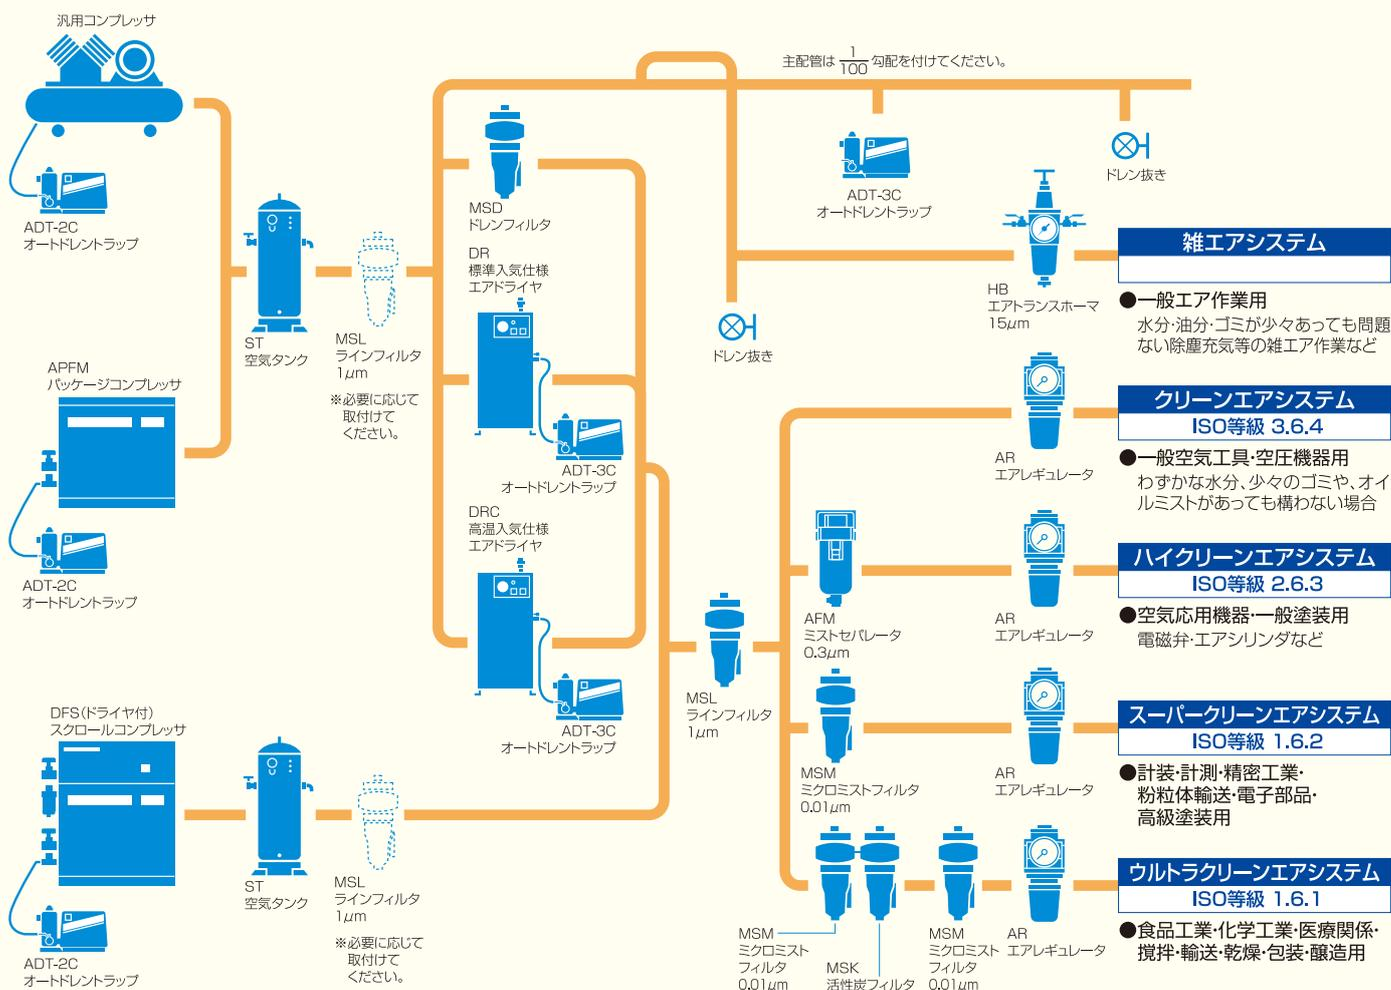 汎用コンプレッサ
ADT-2C
オートドレントラップ
APFM
パッケージコンプレッサ
ADT-2C
オートドレントラップ
DFS(ドライヤ付)
スクロールコンプレッサ
ADT-2C
オートドレントラップ
ST
空気タンク
MSL
ラインフィルタ
1μm
※必要に応じて
取付けて
ください。
ST
空気タンク
MSL
ラインフィルタ
1μm
※必要に応じて
取付けて
ください。
MSD
ドレンフィルタ
DR
標準入気仕様
エアドライヤ
ADT-3C
オートドレントラップ
DRC
高温入気仕様
エアドライヤ
ADT-3C
オートドレントラップ
主配管は 1/100 勾配を付けてください。
ADT-3C
オートドレントラップ
ドレン抜き
ドレン抜き
MSL
ラインフィルタ
1μm
HB
エアトランスホーマ
15μm
雑エアシステム
●一般エア作業用
水分・油分・ゴミが少々あっても問題
ない除塵充気等の雑エア作業など
AR
エアレギュレータ
クリーンエアシステム
ISO等級 3.6.4
●一般空気工具・空圧機器用
わずかな水分、少々のゴミや、オイ
ルミストがあっても構わない場合
AFM
ミストセパレータ
0.3μm
AR
エアレギュレータ
ハイクリーンエアシステム
ISO等級 2.6.3
●空気応用機器・一般塗装用
電磁弁・エアシリンダなど
MSM
ミクロミストフィルタ
0.01μm
AR
エアレギュレータ
スーパークリーンエアシステム
ISO等級 1.6.2
●計装・計測・精密工業・
粉粒体輸送・電子部品・
高級塗装用
MSM
ミクロミスト
フィルタ
0.01μm
MSK
活性炭フィルタ
MSM
ミクロミスト
フィルタ
0.01μm
AR
エアレギュレータ
ウルトラクリーンエアシステム
ISO等級 1.6.1
●食品工業・化学工業・医療関係・
撹拌・輸送・乾燥・包装・醸造用